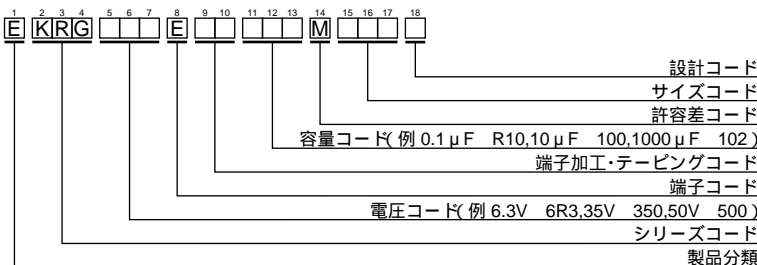 1 2 3 4 5 6 7 8 9 10 11 12 13 14 15 16 17 18
E K R G E M
設計コード
サイズコード
許容差コード
容量コード(例 0.1μF R10,10μF 100,1000μF 102)
端子加工・テーピングコード
端子コード
電圧コード(例 6.3V 6R3,35V 350,50V 500)
シリーズコード
製品分類